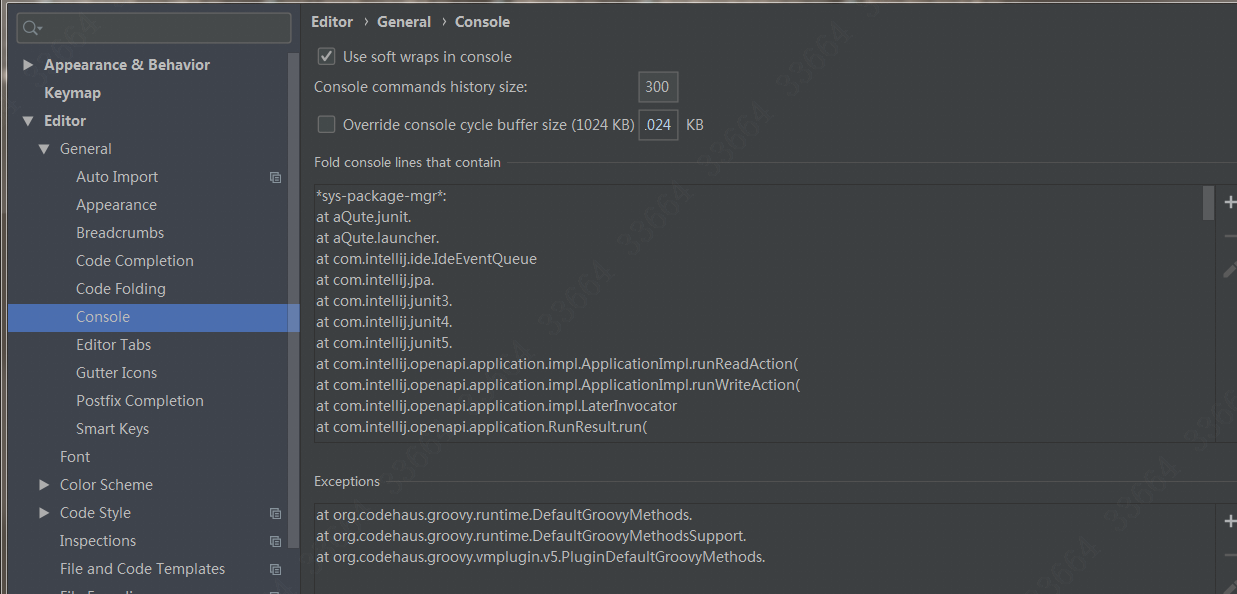 Appearance & Behavior
Keymap
Editor
General
Auto Import
Appearance
Breadcrumbs
Code Completion
Code Folding
Console
Editor Tabs
Gutter Icons
Postfix Completion
Smart Keys
Font
Color Scheme
Code Style
Inspections
File and Code Templates
Editor › General › Console
Use soft wraps in console
Console commands history size: 300
Override console cycle buffer size (1024 KB) .024 KB
Fold console lines that contain
*sys-package-mgr*:
at aQute.junit.
at aQute.launcher.
at com.intellij.ide.IdeEventQueue
at com.intellij.jpa.
at com.intellij.junit3.
at com.intellij.junit4.
at com.intellij.junit5.
at com.intellij.openapi.application.impl.ApplicationImpl.runReadAction(
at com.intellij.openapi.application.impl.ApplicationImpl.runWriteAction(
at com.intellij.openapi.application.impl.LaterInvocator
at com.intellij.openapi.application.RunResult.run(
Exceptions
at org.codehaus.groovy.runtime.DefaultGroovyMethods.
at org.codehaus.groovy.runtime.DefaultGroovyMethodsSupport.
at org.codehaus.groovy.vmplugin.v5.PluginDefaultGroovyMethods.
33664